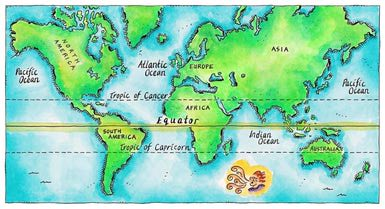 NORTH
AMERICA
Pacific
Ocean
Atlantic
Ocean
EUROPE
ASIA
Pacific
Ocean
Tropic of Cancer
AFRICA
Equator
SOUTH
AMERICA
Indian
Ocean
Tropic of Capricorn
AUSTRALIA